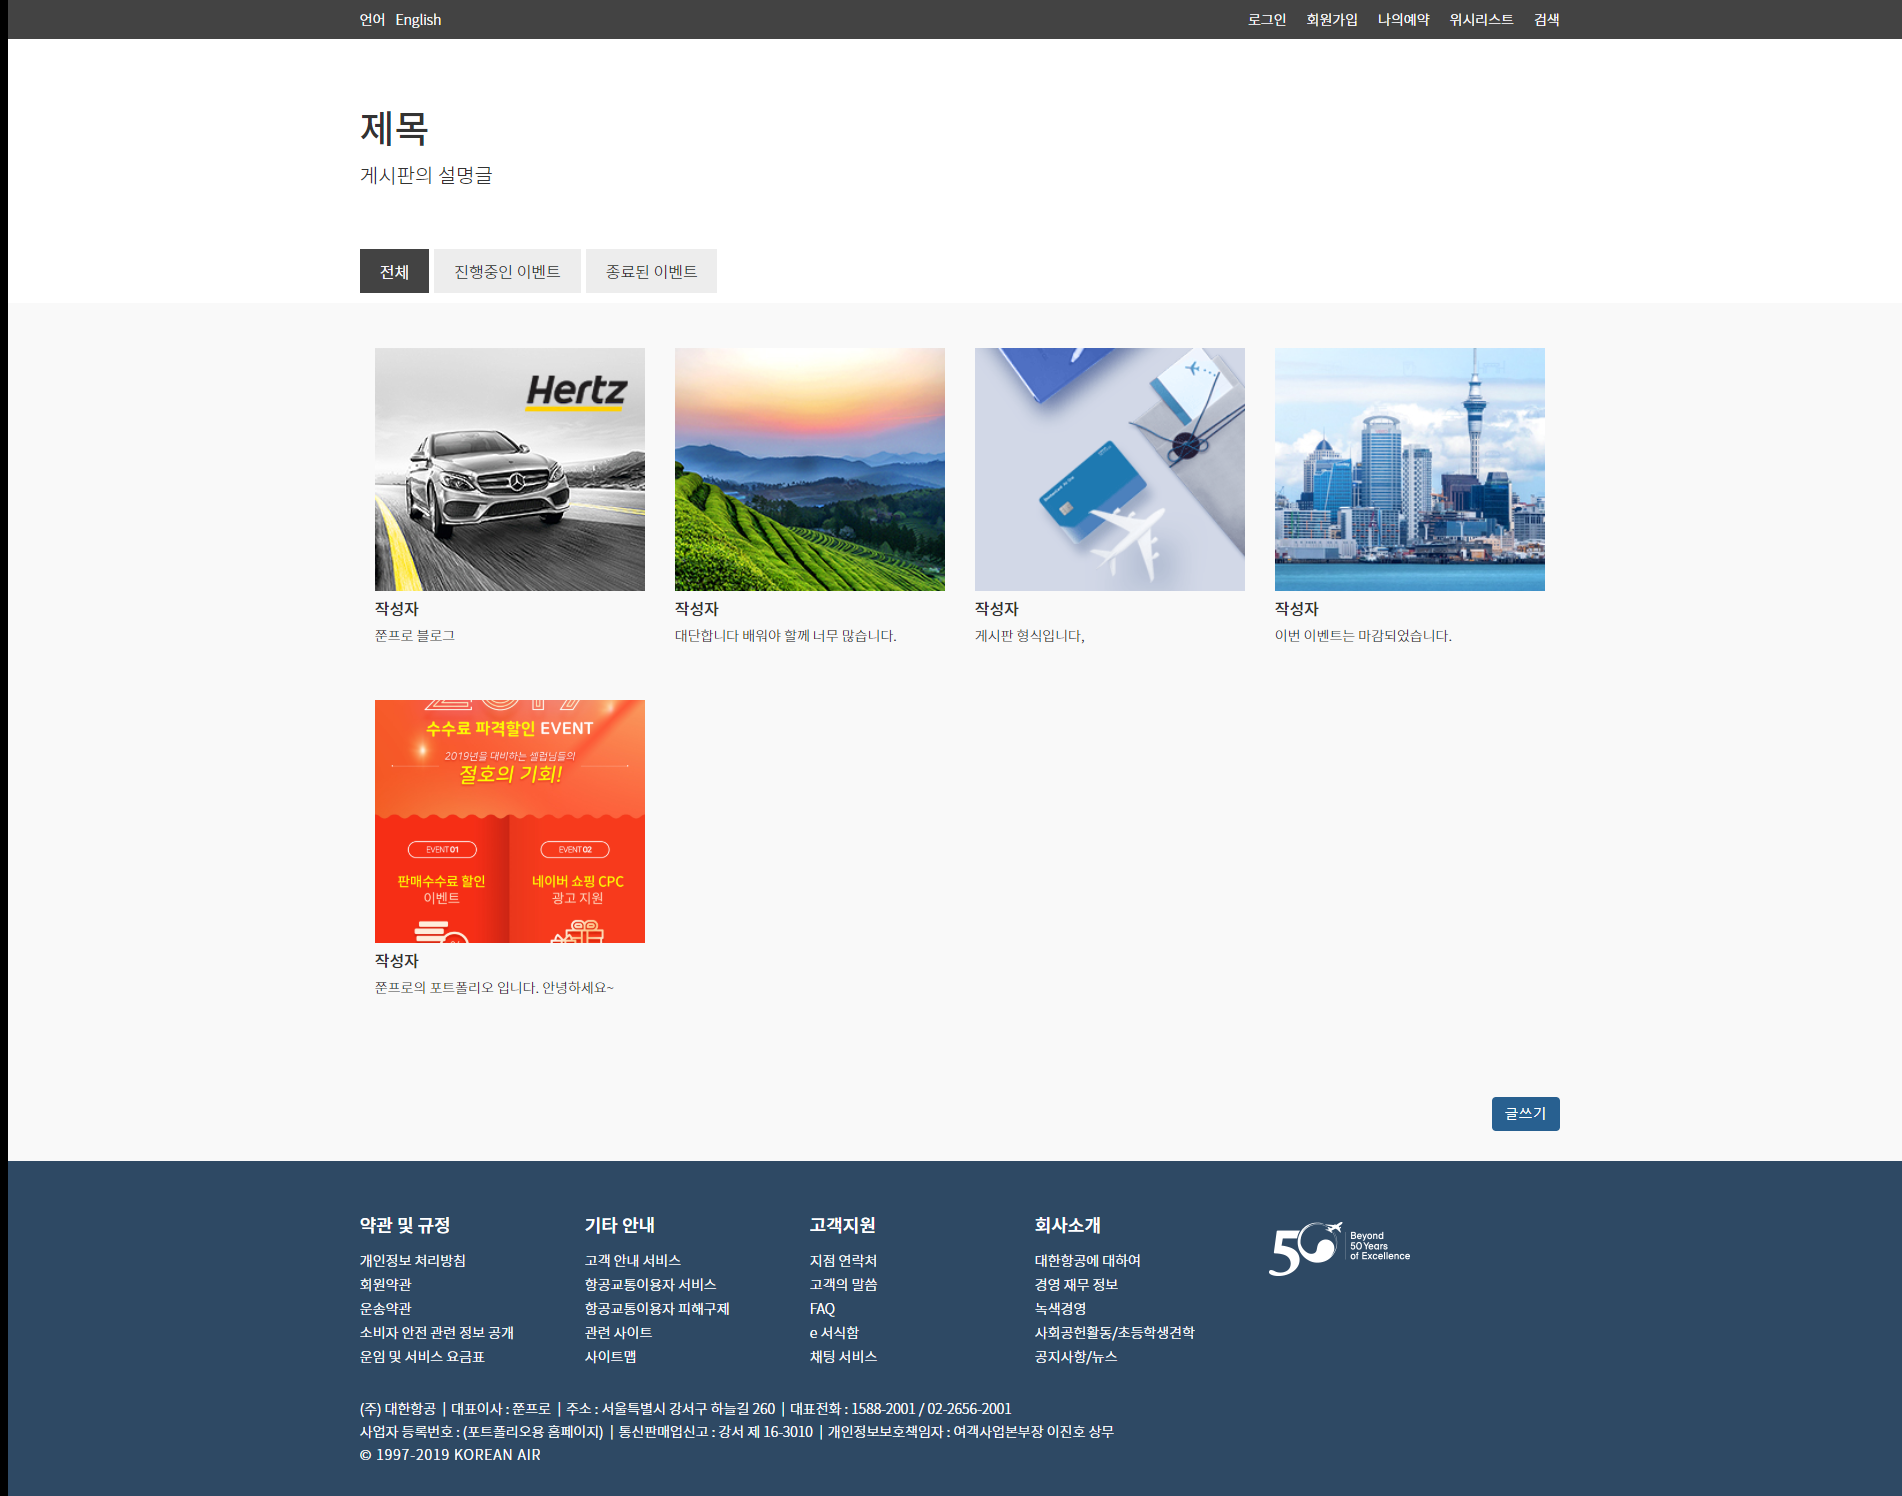 언어 English
로그인 회원가입 나의예약 위시리스트 검색
제목
게시판의 설명글
전체 진행중인 이벤트 종료된 이벤트
Hertz
작성자
쭌프로 블로그
작성자
대단합니다 배워야 할께 너무 많습니다.
작성자
게시판 형식입니다,
작성자
이번 이벤트는 마감되었습니다.
수수료 파격할인 EVENT
2019년을 대비하는 셀럽님들의
절호의 기회!
EVENT 01
판매수수료 할인
이벤트
EVENT 02
네이버 쇼핑 CPC
광고 지원
작성자
쭌프로의 포트폴리오 입니다. 안녕하세요~
글쓰기
약관 및 규정
개인정보 처리방침
회원약관
운송약관
소비자 안전 관련 정보 공개
운임 및 서비스 요금표
기타 안내
고객 안내 서비스
항공교통이용자 서비스
항공교통이용자 피해구제
관련 사이트
사이트맵
고객지원
지점 연락처
고객의 말씀
FAQ
e 서식함
채팅 서비스
회사소개
대한항공에 대하여
경영 재무 정보
녹색경영
사회공헌활동/초등학생견학
공지사항/뉴스
50
Beyond
50 Years
of Excellence
(주) 대한항공 | 대표이사 : 쭌프로 | 주소 : 서울특별시 강서구 하늘길 260 | 대표전화 : 1588-2001 / 02-2656-2001
사업자 등록번호 : (포트폴리오용 홈페이지) | 통신판매업신고 : 강서 제 16-3010 | 개인정보보호책임자 : 여객사업본부장 이진호 상무
© 1997-2019 KOREAN AIR